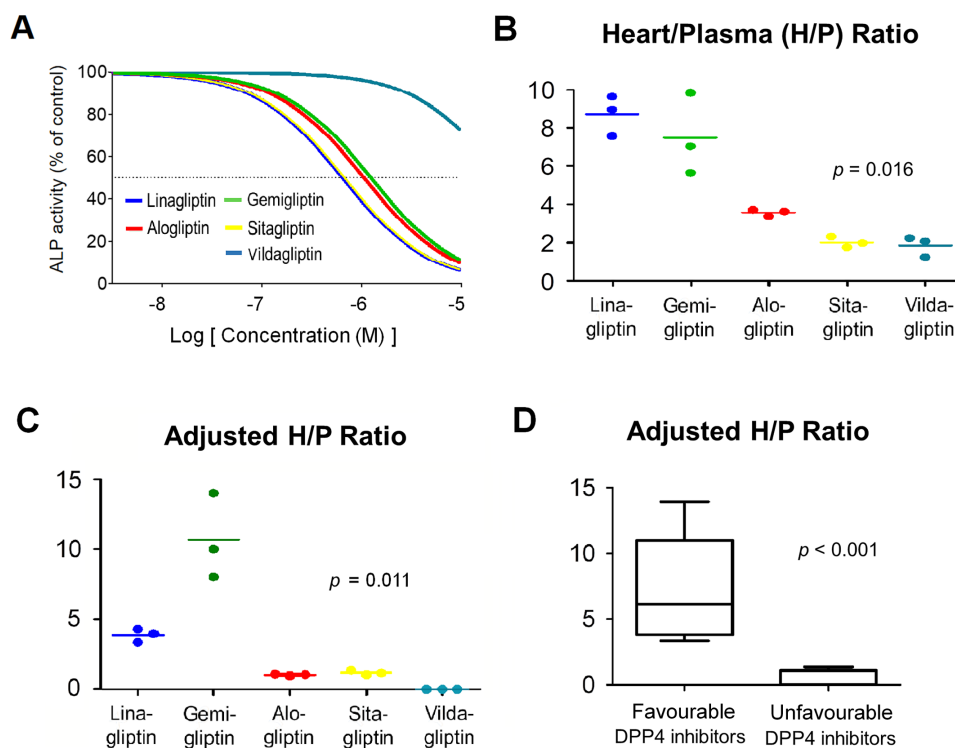 A
ALP activity (% of control)
100
80
60
40
20
0
Linagliptin
Alogliptin
Gemigliptin
Sitagliptin
Vildagliptin
-8
-7
-6
-5
Log [ Concentration (M) ]
B
Heart/Plasma (H/P) Ratio
10
8
6
4
2
0
p = 0.016
Lina-
gliptin
Gemi-
gliptin
Alo-
gliptin
Sita-
gliptin
Vilda-
gliptin
C
Adjusted H/P Ratio
15
10
5
0
p = 0.011
Lina-
gliptin
Gemi-
gliptin
Alo-
gliptin
Sita-
gliptin
Vilda-
gliptin
D
Adjusted H/P Ratio
15
10
5
0
p < 0.001
Favourable
DPP4 inhibitors
Unfavourable
DPP4 inhibitors